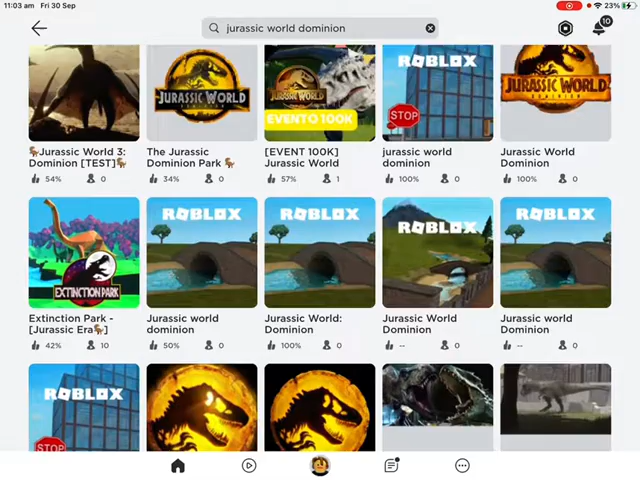 11:03 am Fri 30 Sep
23%
jurassic world dominion
10
JURASSIC WORLD
JURASSIC WORLD
EVENTO 100K
ROBLOX
STOP
JURASSIC WORLD
DOMINION
🦕Jurassic World 3: Dominion [TEST]🦕
54% 0
The Jurassic Dominion Park 🦕
34% 0
[EVENT 100K] Jurassic World
57% 1
jurassic world dominion
100% 0
Jurassic World Dominion
100% 0
EXTINCTION PARK
ROBLOX
ROBLOX
ROBLOX
ROBLOX
Extinction Park - [Jurassic Era🦕]
42% 10
Jurassic world dominion
50% 0
Jurassic World: Dominion
100% 0
Jurassic World Dominion
-- 0
Jurassic world Dominion
-- 0
ROBLOX
STOP